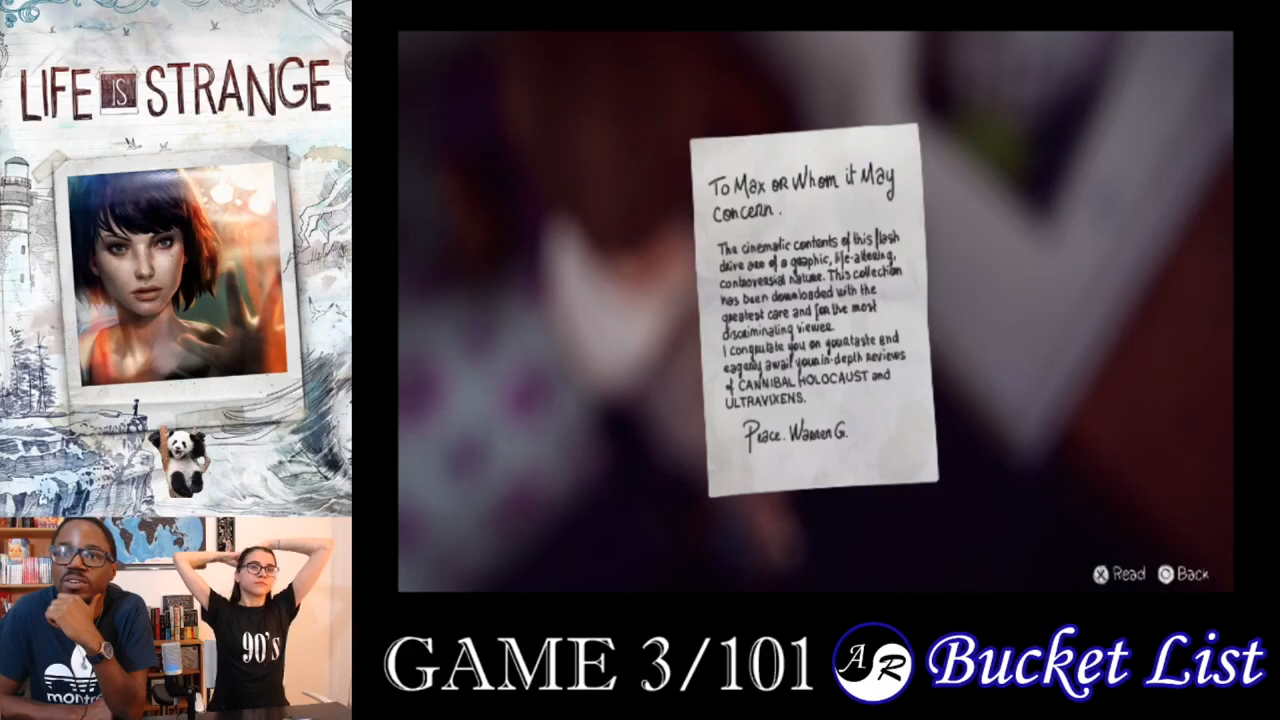 LIFE IS STRANGE
To Max or Whom it May
Concern.
The cinematic contents of this flash
drive are of a graphic, life-altering,
controversial nature. This collection
has been downloaded with the
greatest care and for the most
discriminating viewer.
I congratulate you on your taste and
eagerly await your in-depth reviews
of CANNIBAL HOLOCAUST and
ULTRAVIXENS.
Peace. Warren G.
X Read O Back
90's
GAME 3/101 AR Bucket List